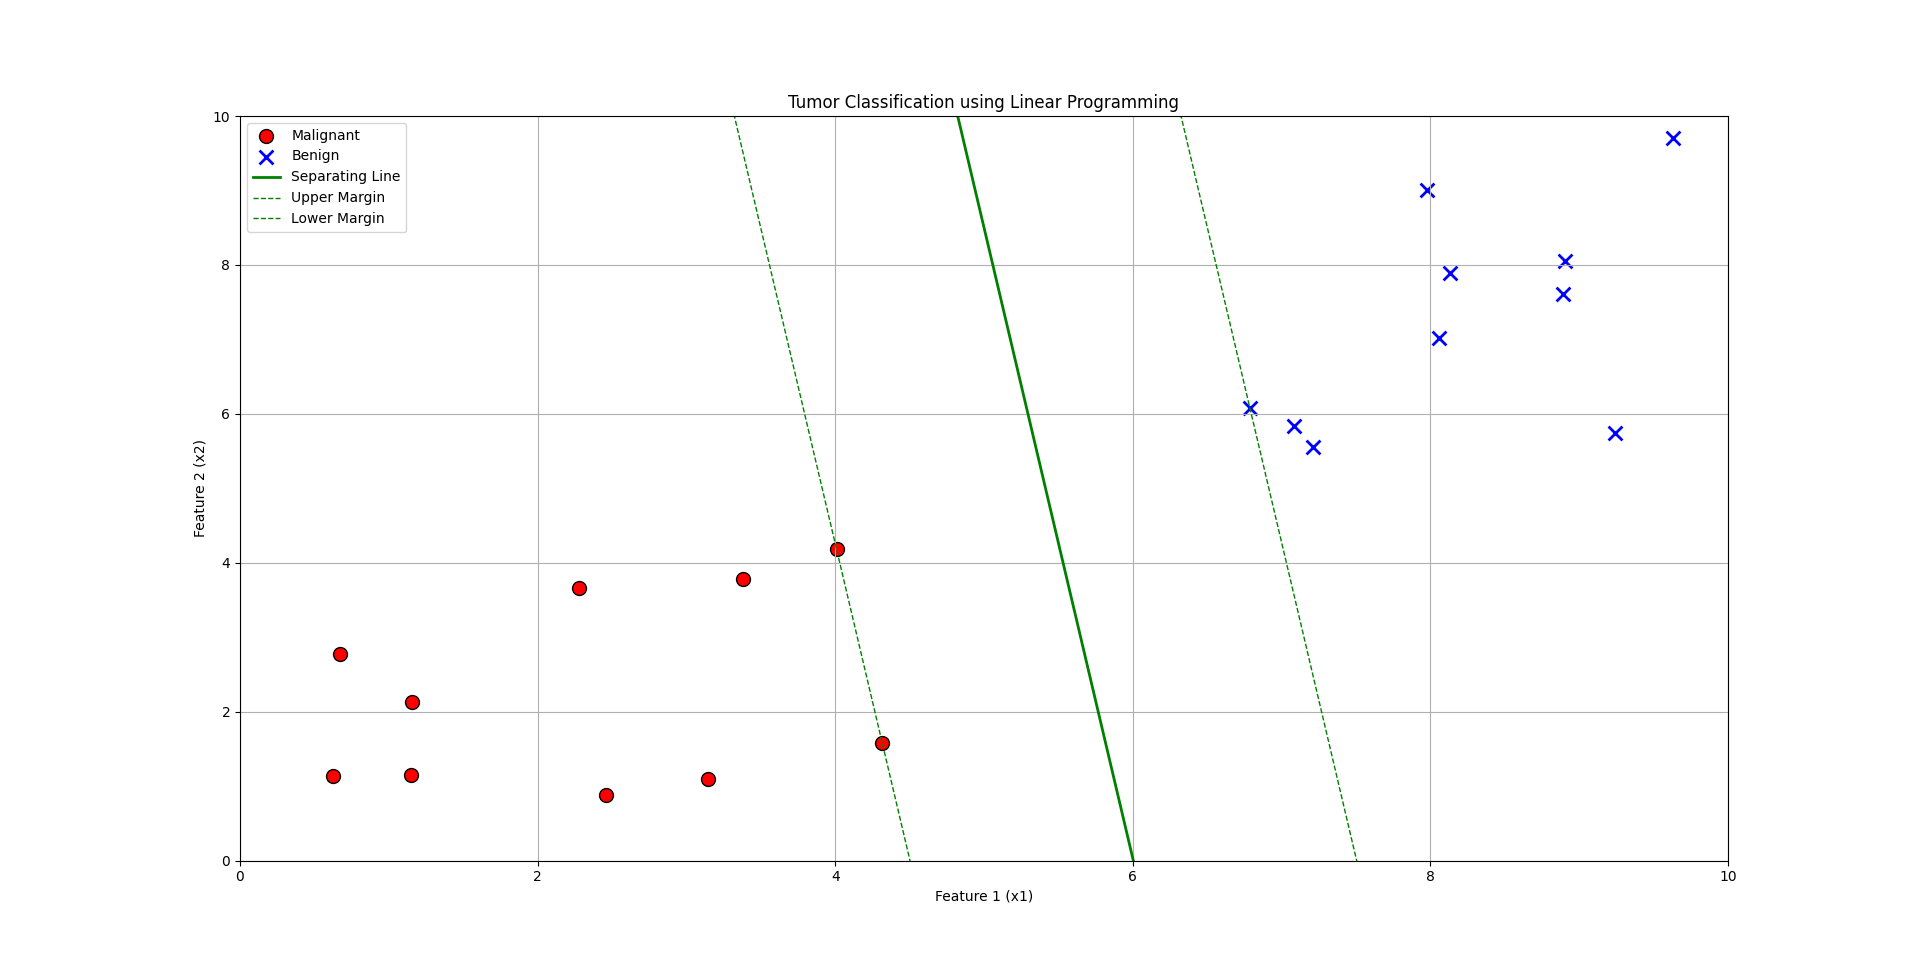 Tumor Classification using Linear Programming
Malignant
Benign
Separating Line
Upper Margin
Lower Margin
10
8
6
4
2
0
Feature 2 (x2)
0 2 4 6 8 10
Feature 1 (x1)